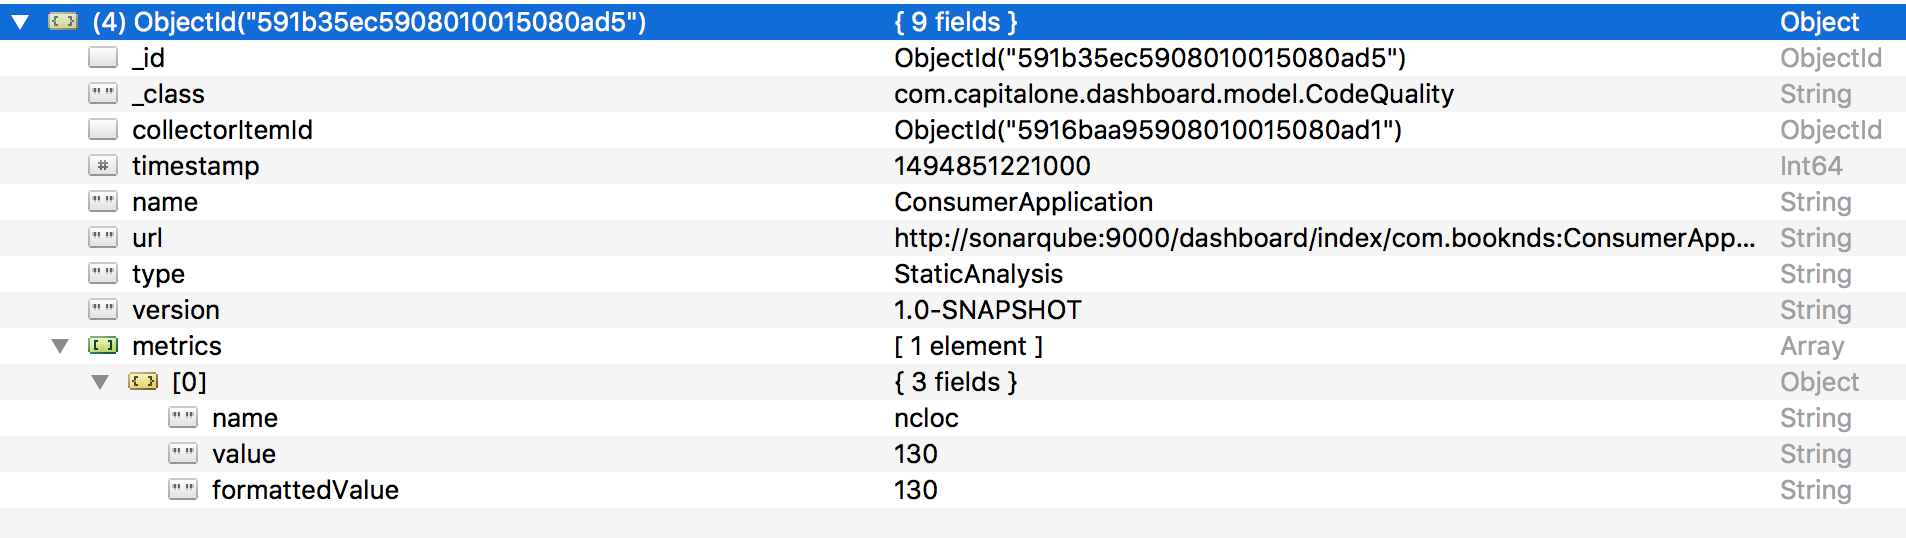 (4) ObjectId("591b35ec5908010015080ad5") { 9 fields } Object
_id ObjectId("591b35ec5908010015080ad5") ObjectId
_class com.capitalone.dashboard.model.CodeQuality String
collectorItemId ObjectId("5916baa95908010015080ad1") ObjectId
timestamp 1494851221000 Int64
name ConsumerApplication String
url http://sonarqube:9000/dashboard/index/com.booknds:ConsumerApp... String
type StaticAnalysis String
version 1.0-SNAPSHOT String
metrics [ 1 element ] Array
[0] { 3 fields } Object
name ncloc String
value 130 String
formattedValue 130 String